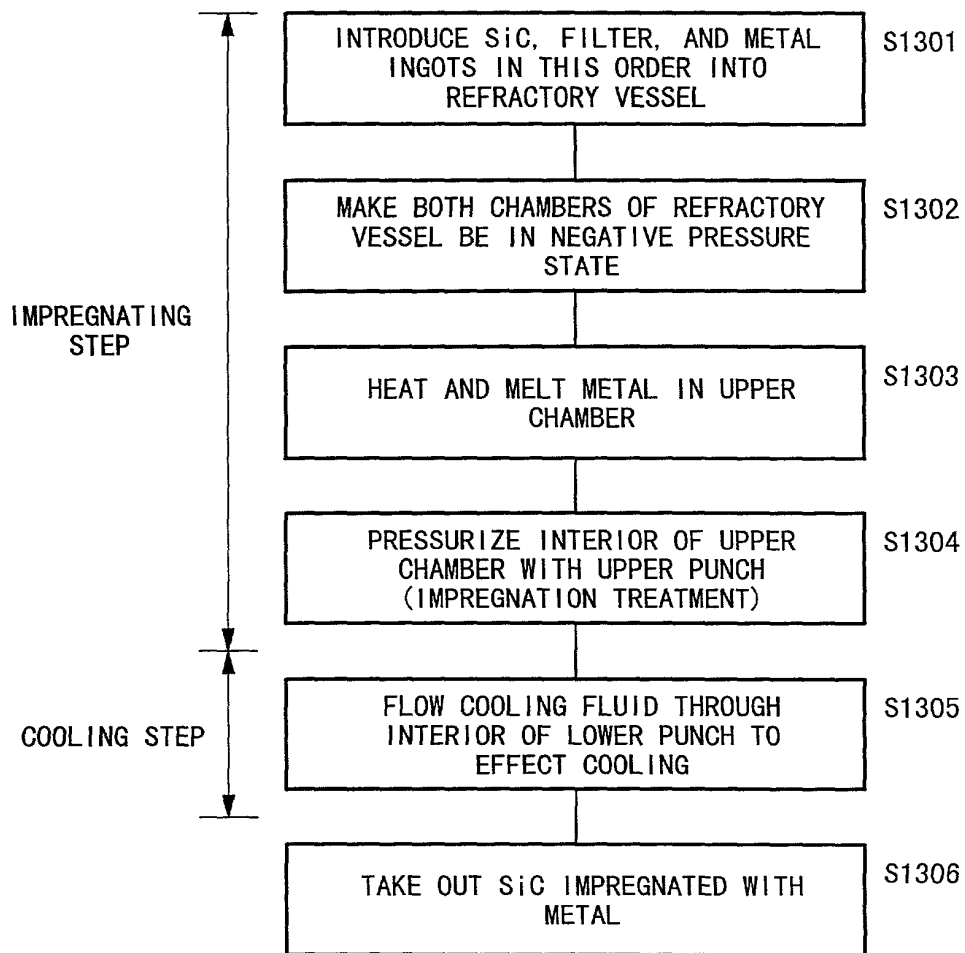 INTRODUCE SiC, FILTER, AND METAL
INGOTS IN THIS ORDER INTO
REFRACTORY VESSEL
S1301
MAKE BOTH CHAMBERS OF REFRACTORY
VESSEL BE IN NEGATIVE PRESSURE
STATE
S1302
IMPREGNATING
STEP
HEAT AND MELT METAL IN UPPER
CHAMBER
S1303
PRESSURIZE INTERIOR OF UPPER
CHAMBER WITH UPPER PUNCH
(IMPREGNATION TREATMENT)
S1304
COOLING STEP
FLOW COOLING FLUID THROUGH
INTERIOR OF LOWER PUNCH TO
EFFECT COOLING
S1305
TAKE OUT SiC IMPREGNATED WITH
METAL
S1306